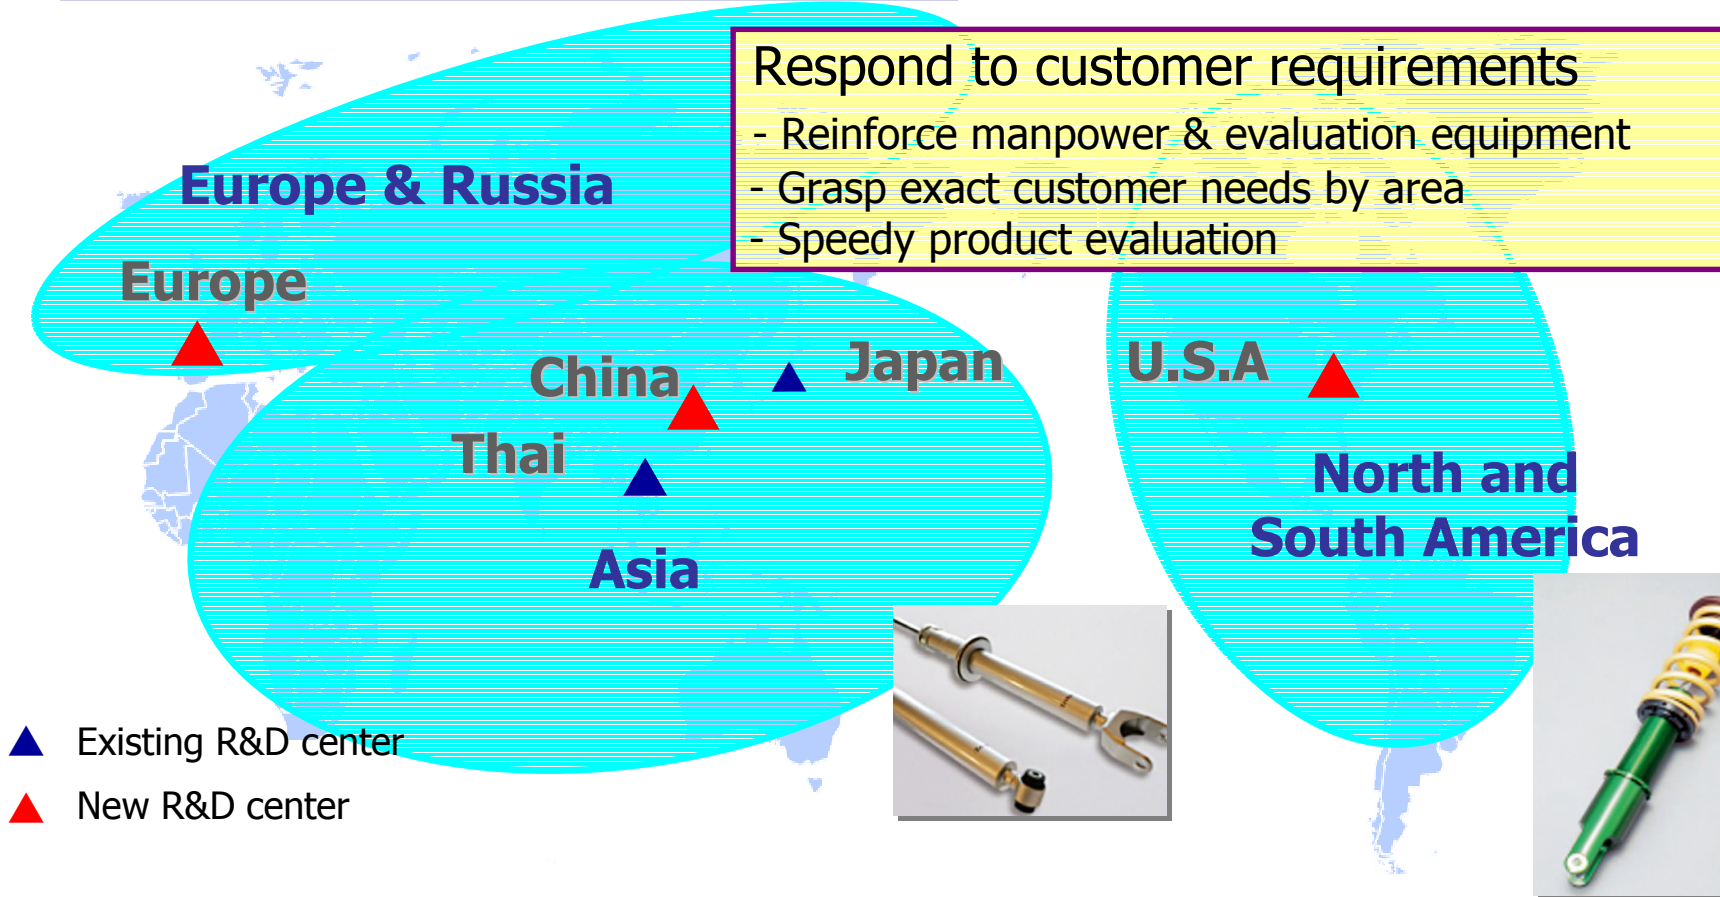 Respond to customer requirements
- Reinforce manpower & evaluation equipment
- Grasp exact customer needs by area
- Speedy product evaluation
Europe & Russia
Europe
China
Japan
U.S.A
Thai
North and
South America
Asia
Existing R&D center
New R&D center